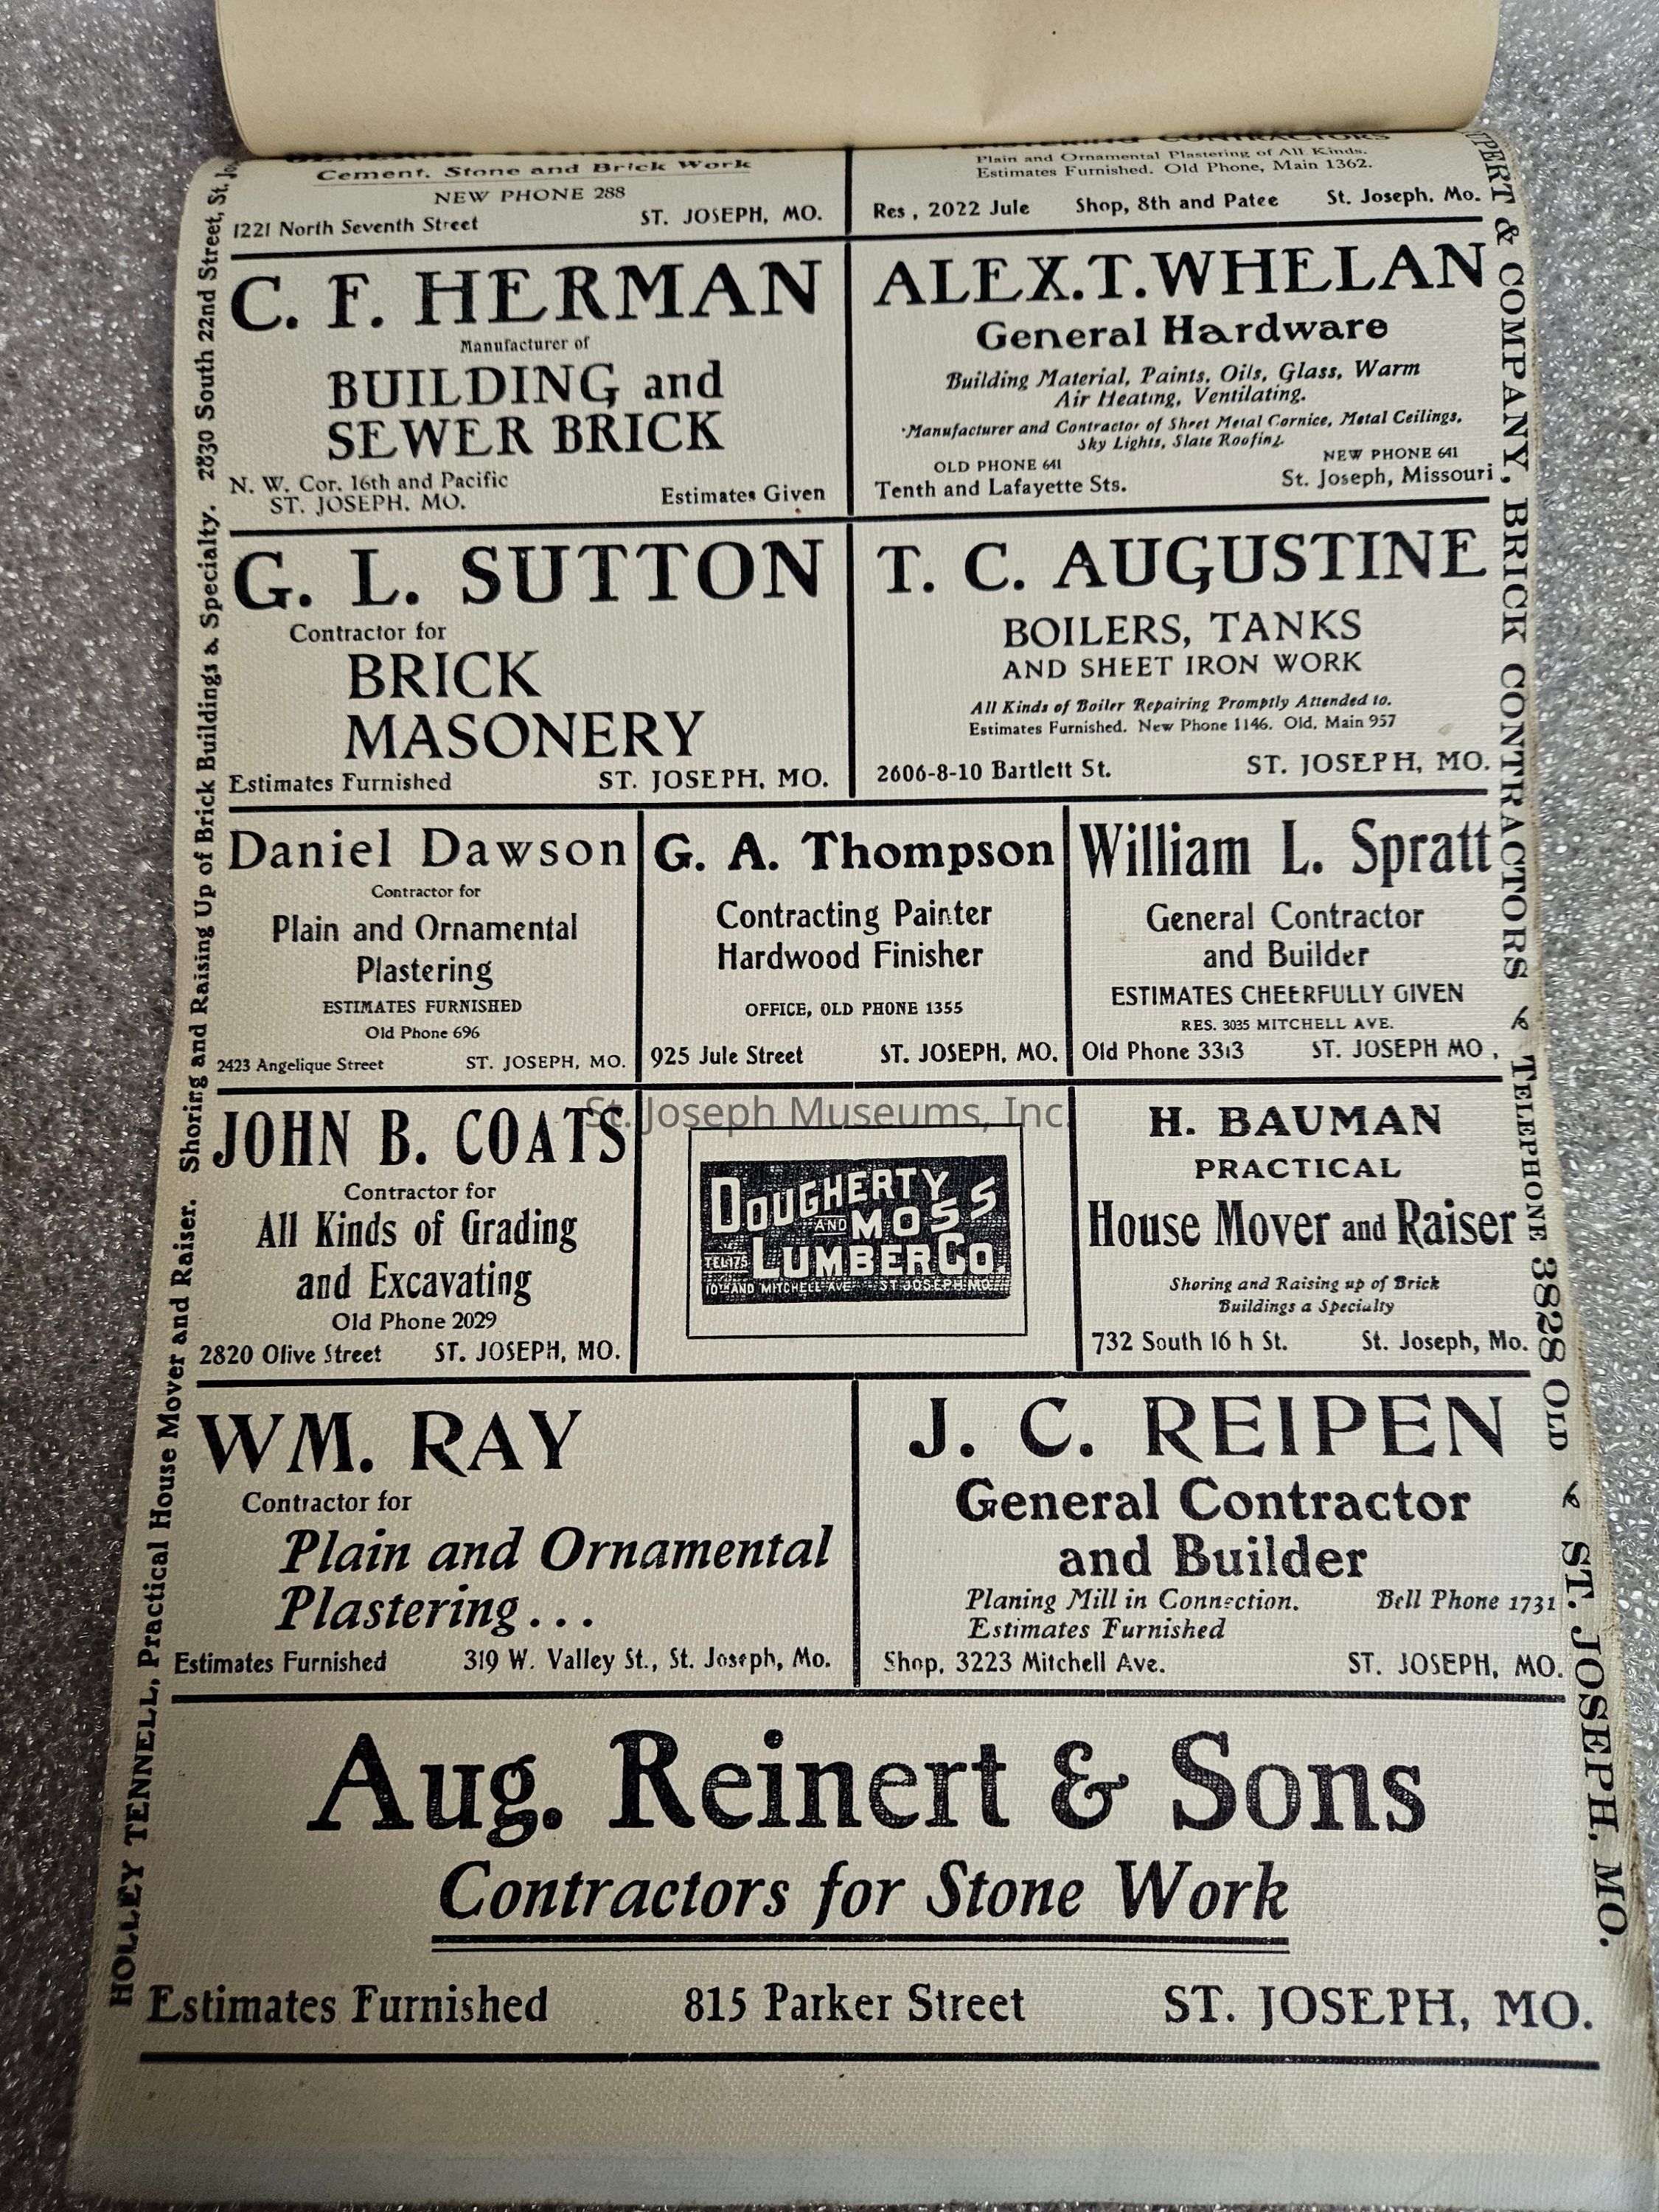 Cement, Stone and Brick Work
NEW PHONE 288
1221 North Seventh Street ST. JOSEPH, MO.
CONTRACTORS
Plain and Ornamental Plastering of All Kinds.
Estimates Furnished. Old Phone, Main 1362.
Res, 2022 Jule Shop, 8th and Patee St. Joseph, Mo.
C. F. HERMAN
Manufacturer of
BUILDING and
SEWER BRICK
N. W. Cor. 16th and Pacific
ST. JOSEPH, MO. Estimates Given
ALEX. T. WHELAN
General Hardware
Building Material, Paints, Oils, Glass, Warm
Air Heating, Ventilating.
Manufacturer and Contractor of Sheet Metal Cornice, Metal Ceilings,
Sky Lights, Slate Roofing.
OLD PHONE 641 NEW PHONE 641
Tenth and Lafayette Sts. St. Joseph, Missouri
G. L. SUTTON
Contractor for
BRICK
MASONERY
Estimates Furnished ST. JOSEPH, MO.
T. C. AUGUSTINE
BOILERS, TANKS
AND SHEET IRON WORK
All Kinds of Boiler Repairing Promptly Attended to.
Estimates Furnished. New Phone 1146. Old, Main 957
2606-8-10 Bartlett St. ST. JOSEPH, MO.
Daniel Dawson
Contractor for
Plain and Ornamental
Plastering
ESTIMATES FURNISHED
Old Phone 696
2423 Angelique Street ST. JOSEPH, MO.
G. A. Thompson
Contracting Painter
Hardwood Finisher
OFFICE, OLD PHONE 1355
925 Jule Street ST. JOSEPH, MO.
William L. Spratt
General Contractor
and Builder
ESTIMATES CHEERFULLY GIVEN
RES. 3035 MITCHELL AVE.
Old Phone 3313 ST. JOSEPH MO,
St. Joseph Museums, Inc.
JOHN B. COATS
Contractor for
All Kinds of Grading
and Excavating
Old Phone 2029
2820 Olive Street ST. JOSEPH, MO.
DOUGHERTY
AND MOSS
TEL.175 LUMBER CO.
10TH AND MITCHELL AVE ST. JOSEPH, MO.
H. BAUMAN
PRACTICAL
House Mover and Raiser
Shoring and Raising up of Brick
Buildings a Specialty
732 South 16 h St. St. Joseph, Mo.
WM. RAY
Contractor for
Plain and Ornamental
Plastering...
Estimates Furnished 319 W. Valley St., St. Joseph, Mo.
J. C. REIPEN
General Contractor
and Builder
Planing Mill in Connection. Bell Phone 1731
Estimates Furnished
Shop, 3223 Mitchell Ave. ST. JOSEPH, MO.
Aug. Reinert & Sons
Contractors for Stone Work
Estimates Furnished 815 Parker Street ST. JOSEPH, MO.
HOLLEY TENNELL, Practical House Mover and Raiser. Shoring and Raising Up of Brick Buildings a Specialty. 2830 South 22nd Street, St.
& COMPANY, BRICK CONTRACTORS TELEPHONE 3828 OLD ST. JOSEPH, MO.